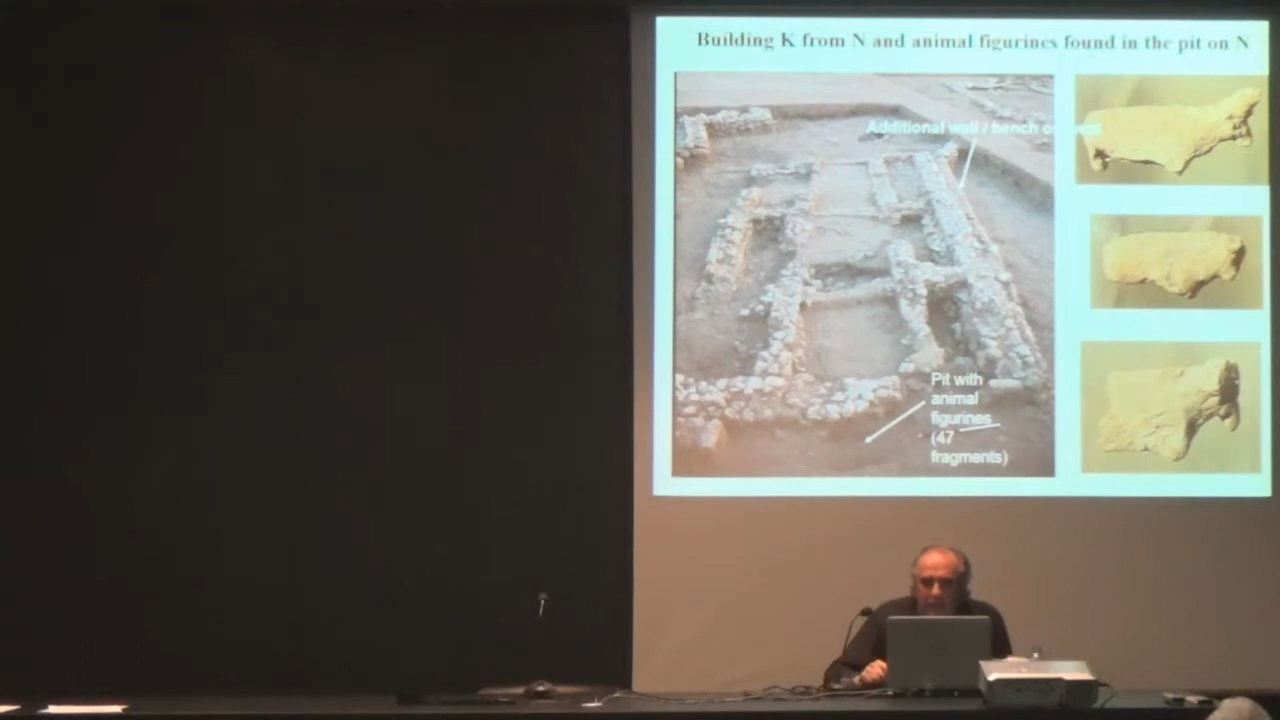 Building K from N and animal figurines found in the pit on N
Additional wall / bench
Pit with
animal
figurines
(47
fragments)